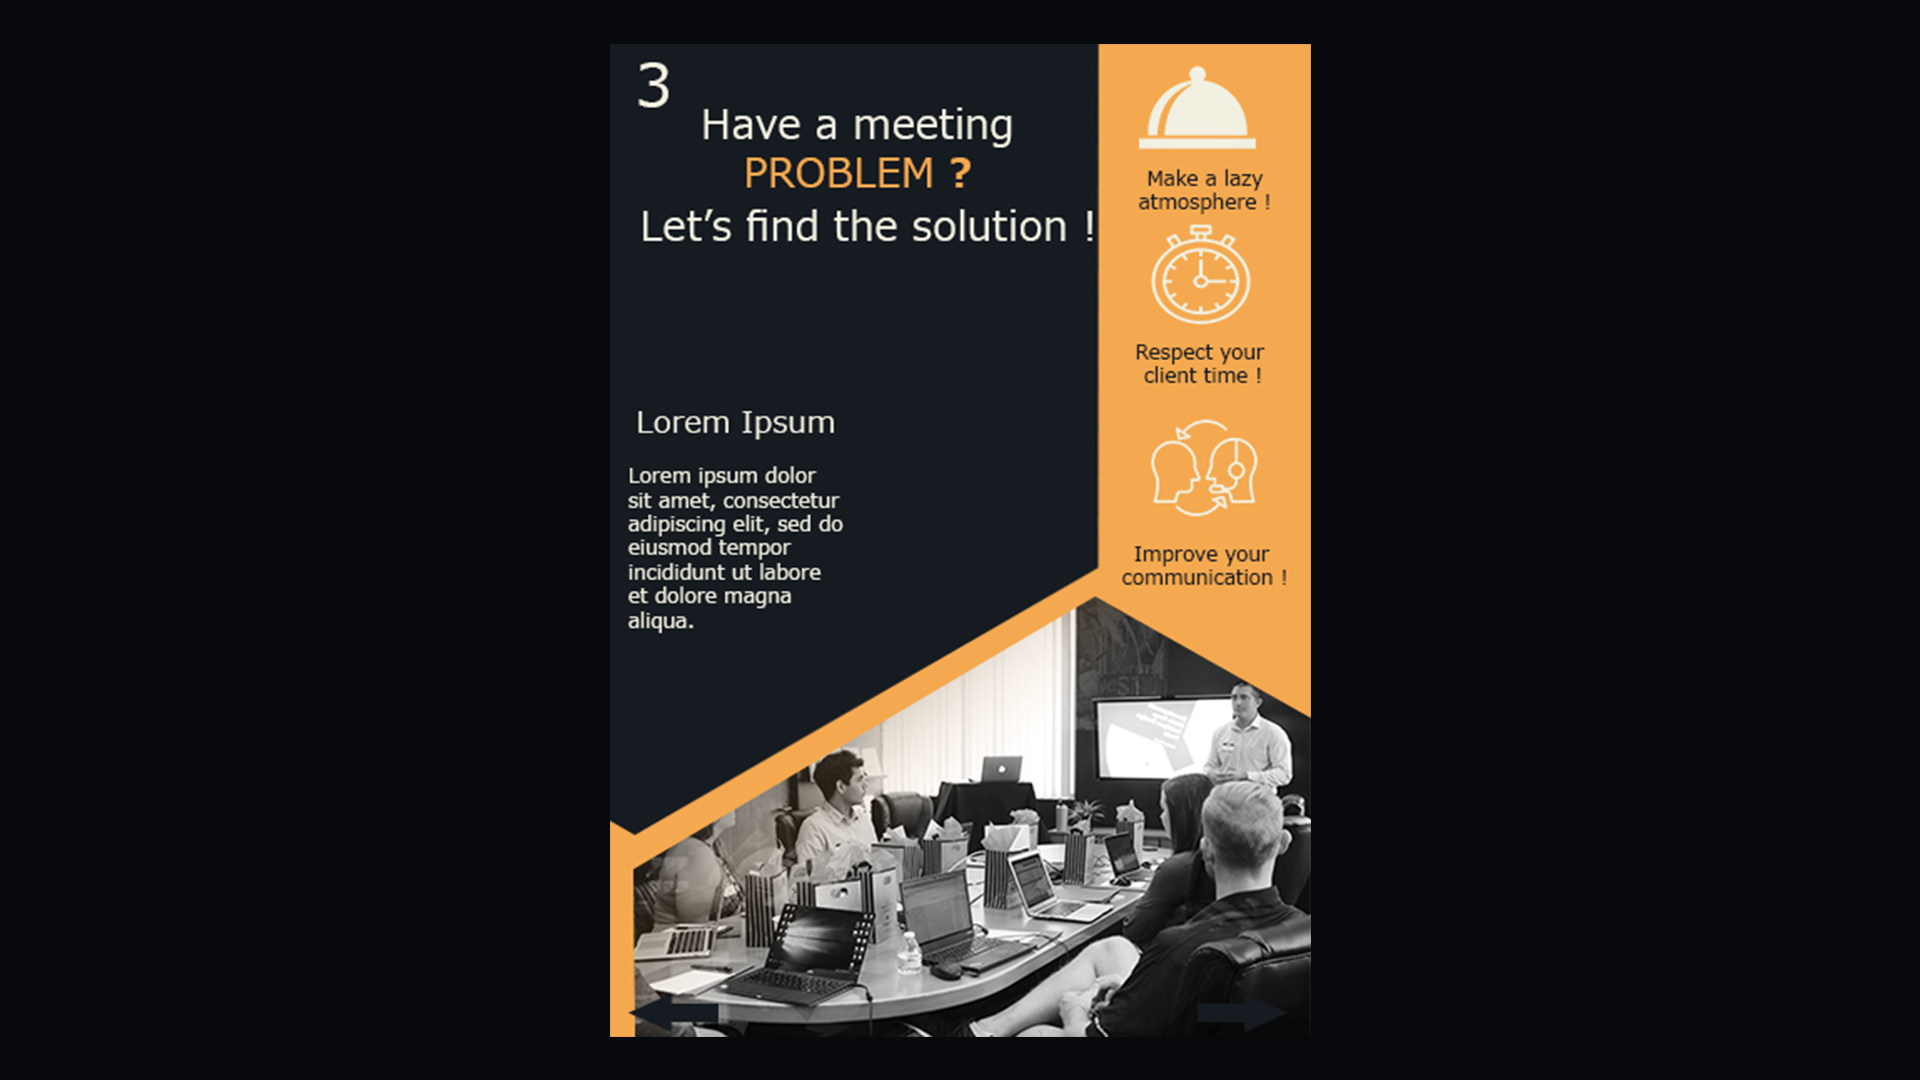 3
Have a meeting
PROBLEM ?
Let’s find the solution !
Lorem Ipsum
Lorem ipsum dolor
sit amet, consectetur
adipiscing elit, sed do
eiusmod tempor
incididunt ut labore
et dolore magna
aliqua.
Make a lazy
atmosphere !
Respect your
client time !
Improve your
communication !